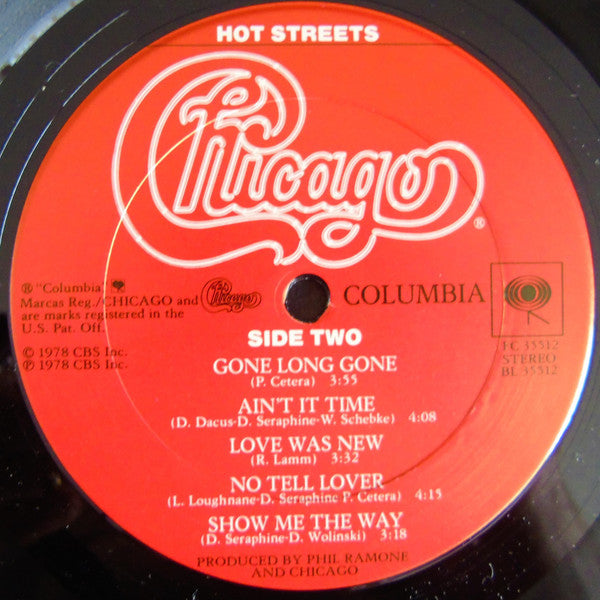 HOT STREETS
Chicago®
® "Columbia"
Marcas Reg./CHICAGO and
are marks registered in the
U.S. Pat. Off.
© 1978 CBS Inc.
℗ 1978 CBS Inc.
Chicago
COLUMBIA
FC 35512
STEREO
BL 35512
SIDE TWO
GONE LONG GONE
(P. Cetera) 3:55
AIN'T IT TIME
(D. Dacus-D. Seraphine-W. Schebke) 4:08
LOVE WAS NEW
(R. Lamm) 3:32
NO TELL LOVER
(L. Loughnane-D. Seraphine P. Cetera) 4:15
SHOW ME THE WAY
(D. Seraphine-D. Wolinski) 3:18
PRODUCED BY PHIL RAMONE
AND CHICAGO